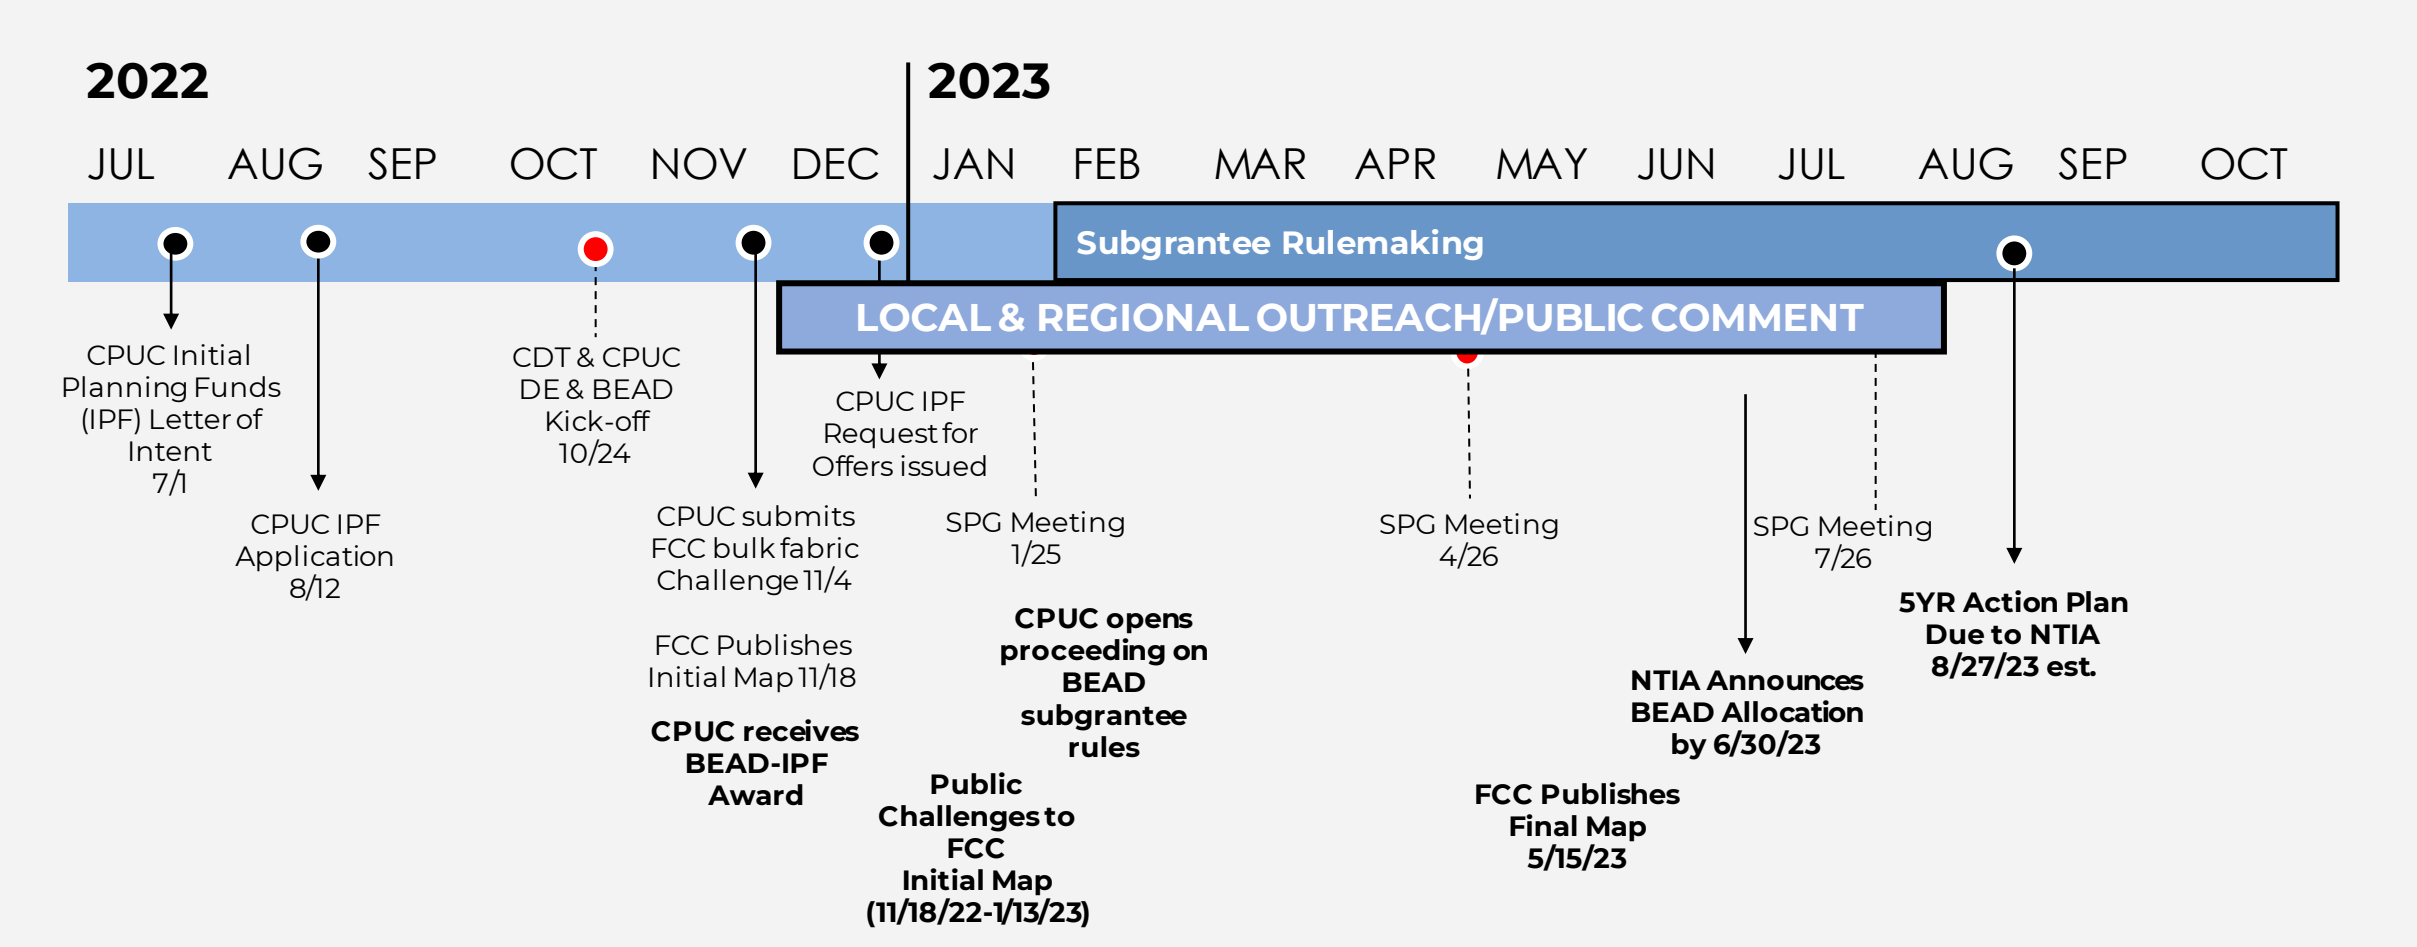 2022
2023
JUL AUG SEP OCT NOV DEC JAN FEB MAR APR MAY JUN JUL AUG SEP OCT
Subgrantee Rulemaking
LOCAL & REGIONAL OUTREACH/PUBLIC COMMENT
CPUC Initial
Planning Funds
(IPF) Letter of
Intent
7/1
CPUC IPF
Application
8/12
CDT & CPUC
DE & BEAD
Kick-off
10/24
CPUC submits
FCC bulk fabric
Challenge 11/4
FCC Publishes
Initial Map 11/18
CPUC receives
BEAD-IPF
Award
CPUC IPF
Request for
Offers issued
SPG Meeting
1/25
CPUC opens
proceeding on
BEAD
subgrantee
rules
Public
Challenges to
FCC
Initial Map
(11/18/22-1/13/23)
SPG Meeting
4/26
FCC Publishes
Final Map
5/15/23
NTIA Announces
BEAD Allocation
by 6/30/23
SPG Meeting
7/26
5YR Action Plan
Due to NTIA
8/27/23 est.